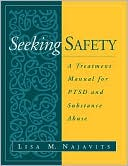 Seeking
SAFETY
A Treatment
Manual for
PTSD and
Substance
Abuse
LISA M. NAJAVITS